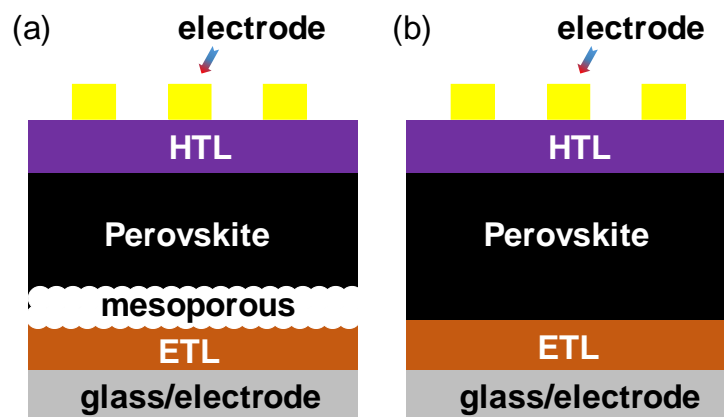 (a)
electrode
HTL
Perovskite
mesoporous
ETL
glass/electrode
(b)
electrode
HTL
Perovskite
ETL
glass/electrode